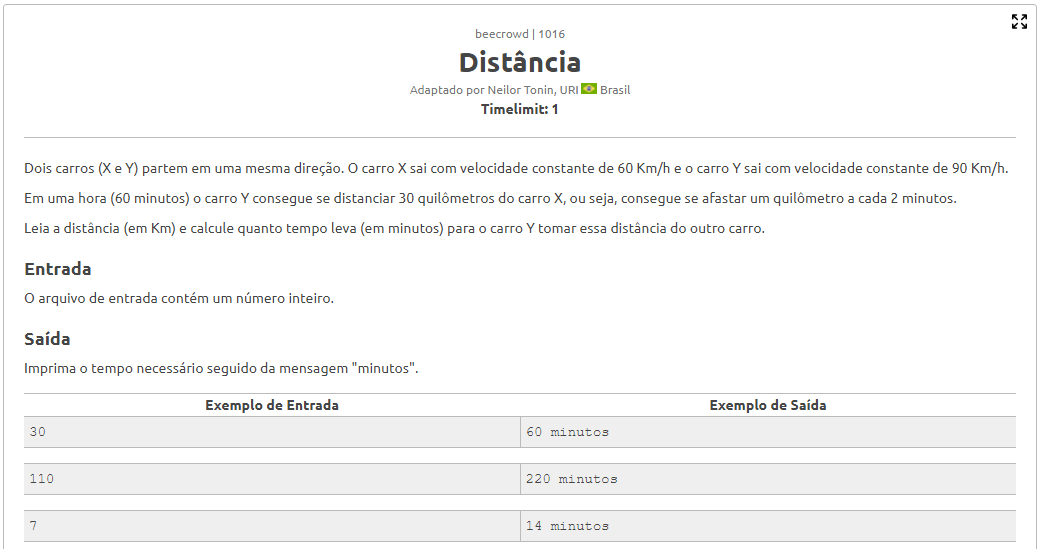 beecrowd | 1016
Distância
Adaptado por Neilor Tonin, URI Brasil
Timelimit: 1
Dois carros (X e Y) partem em uma mesma direção. O carro X sai com velocidade constante de 60 Km/h e o carro Y sai com velocidade constante de 90 Km/h.
Em uma hora (60 minutos) o carro Y consegue se distanciar 30 quilômetros do carro X, ou seja, consegue se afastar um quilômetro a cada 2 minutos.
Leia a distância (em Km) e calcule quanto tempo leva (em minutos) para o carro Y tomar essa distância do outro carro.
Entrada
O arquivo de entrada contém um número inteiro.
Saída
Imprima o tempo necessário seguido da mensagem "minutos".
Exemplo de Entrada Exemplo de Saída
30 60 minutos
110 220 minutos
7 14 minutos